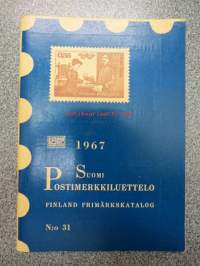 1967
SUOMI
POSTIMERKKILUETTELO
FINLAND FRIMÄRKSKATALOG
N:o 31